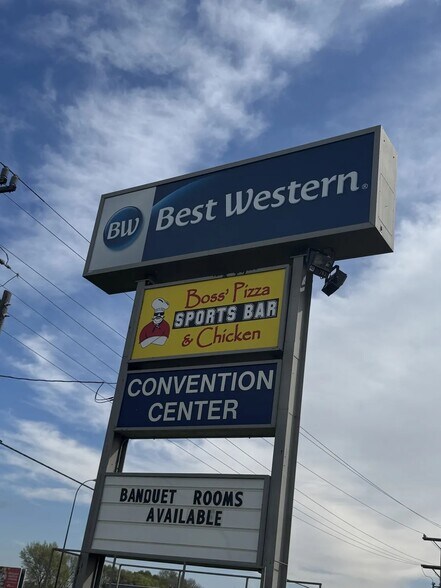 BW Best Western®
Boss' Pizza
SPORTS BAR
& Chicken
CONVENTION
CENTER
BANQUET ROOMS
AVAILABLE